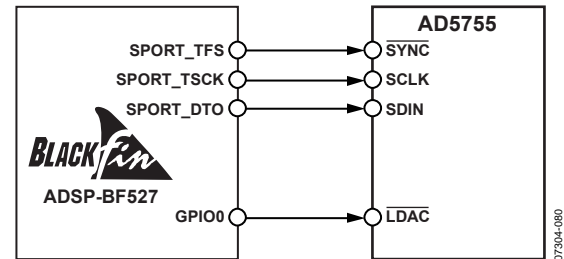 AD5755
SPORT_TFS
SYNC
SPORT_TSCK
SCLK
SPORT_DTO
SDIN
BLACKfin
ADSP-BF527
GPIO0
LDAC
07304-080